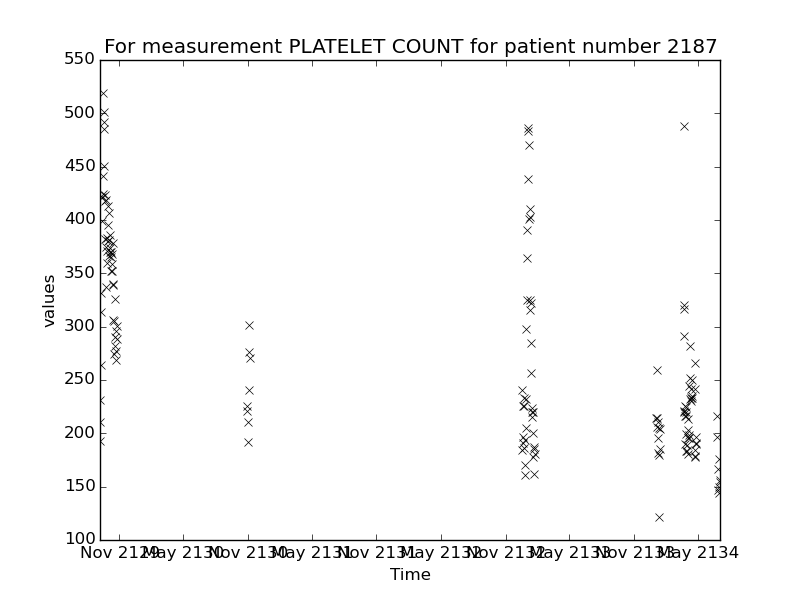 For measurement PLATELET COUNT for patient number 2187
550
500
450
400
350
300
250
200
150
100
values
Nov 2129 May 2130 Nov 2130 May 2131 Nov 2131 May 2132 Nov 2132 May 2133 Nov 2133 May 2134
Time